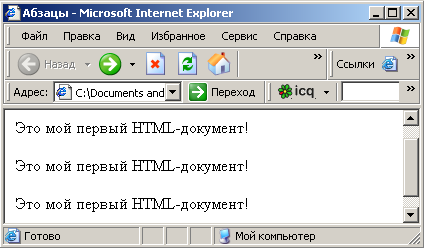 Абзацы - Microsoft Internet Explorer
Файл Правка Вид Избранное Сервис Справка
Назад » Ссылки »
Адрес: C:\Documents and Переход icq »
Это мой первый HTML-документ!
Это мой первый HTML-документ!
Это мой первый HTML-документ!
Готово Мой компьютер